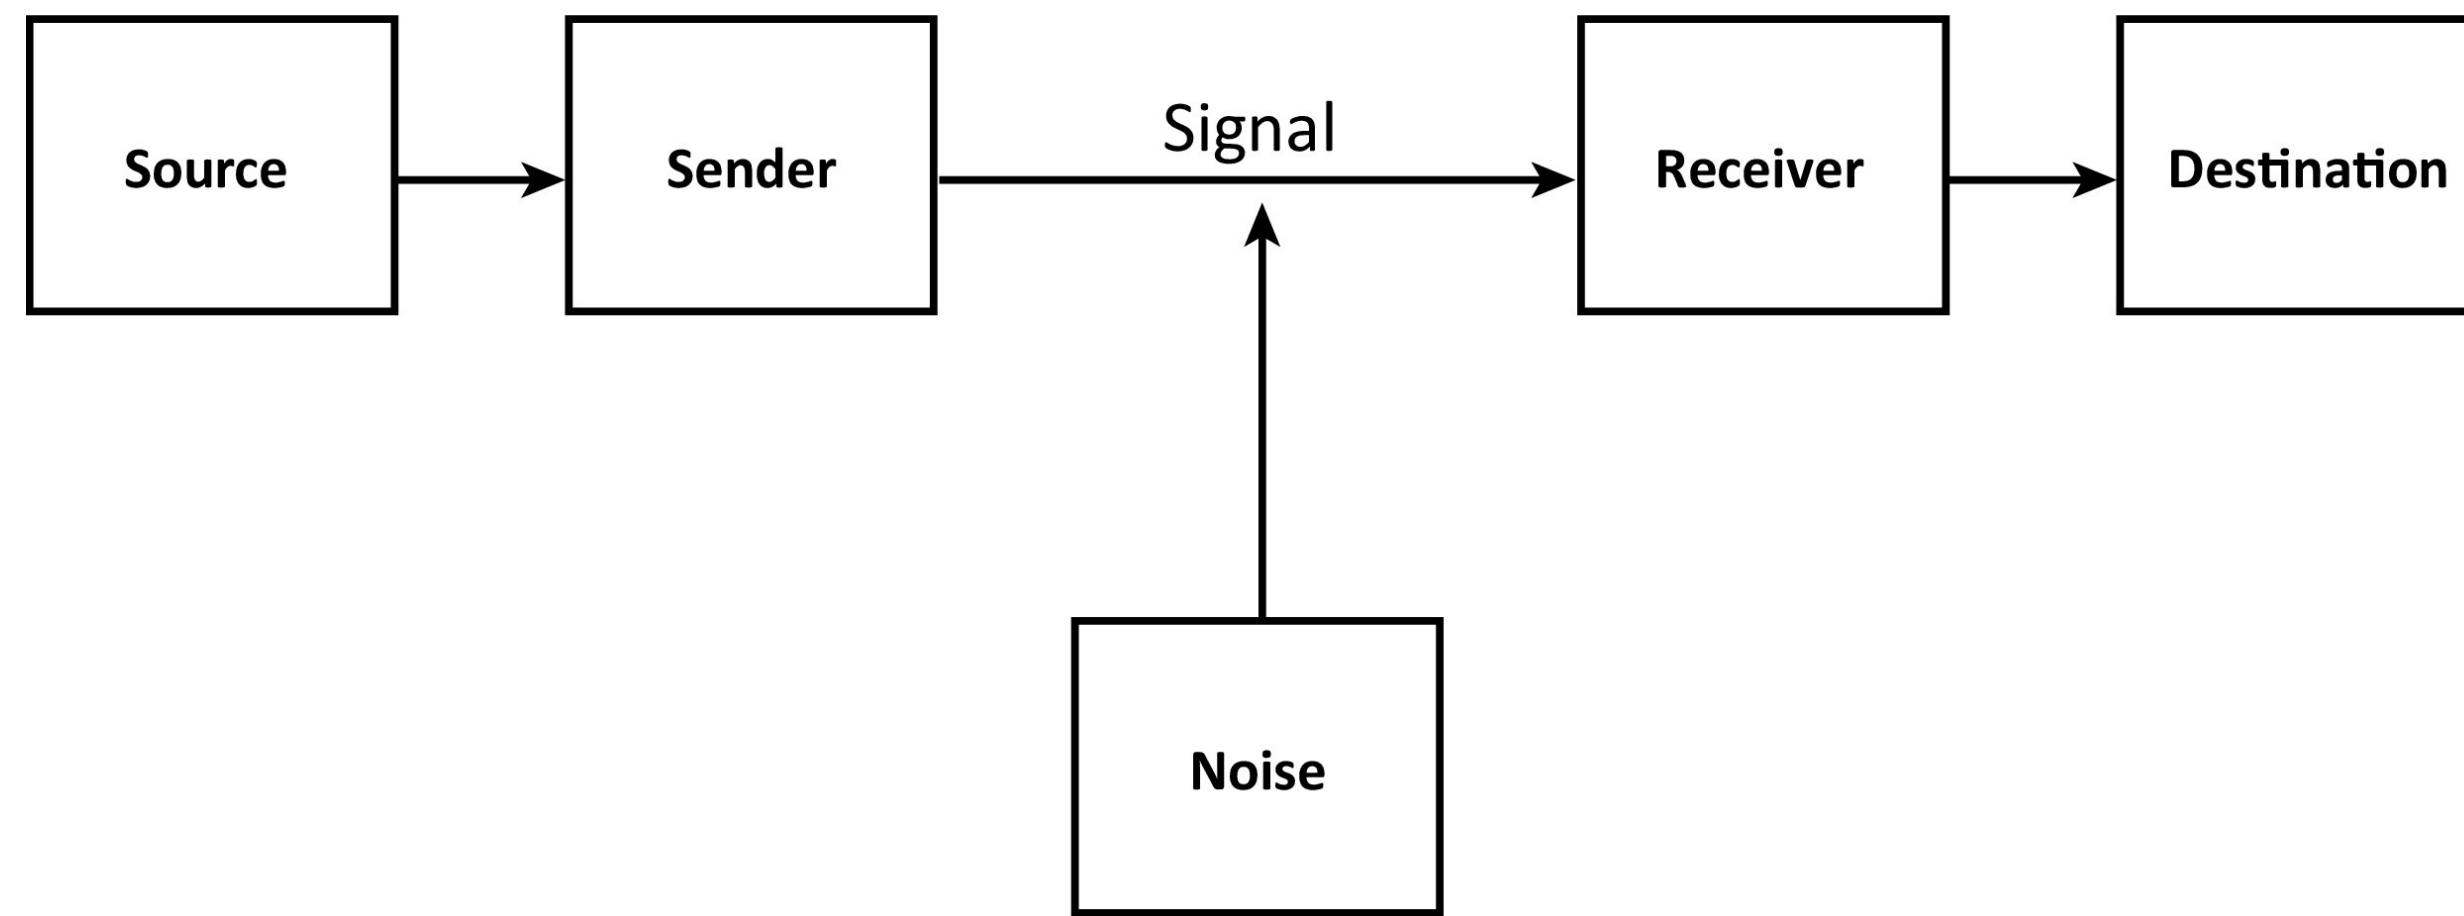 Source
Sender
Signal
Receiver
Destination
Noise